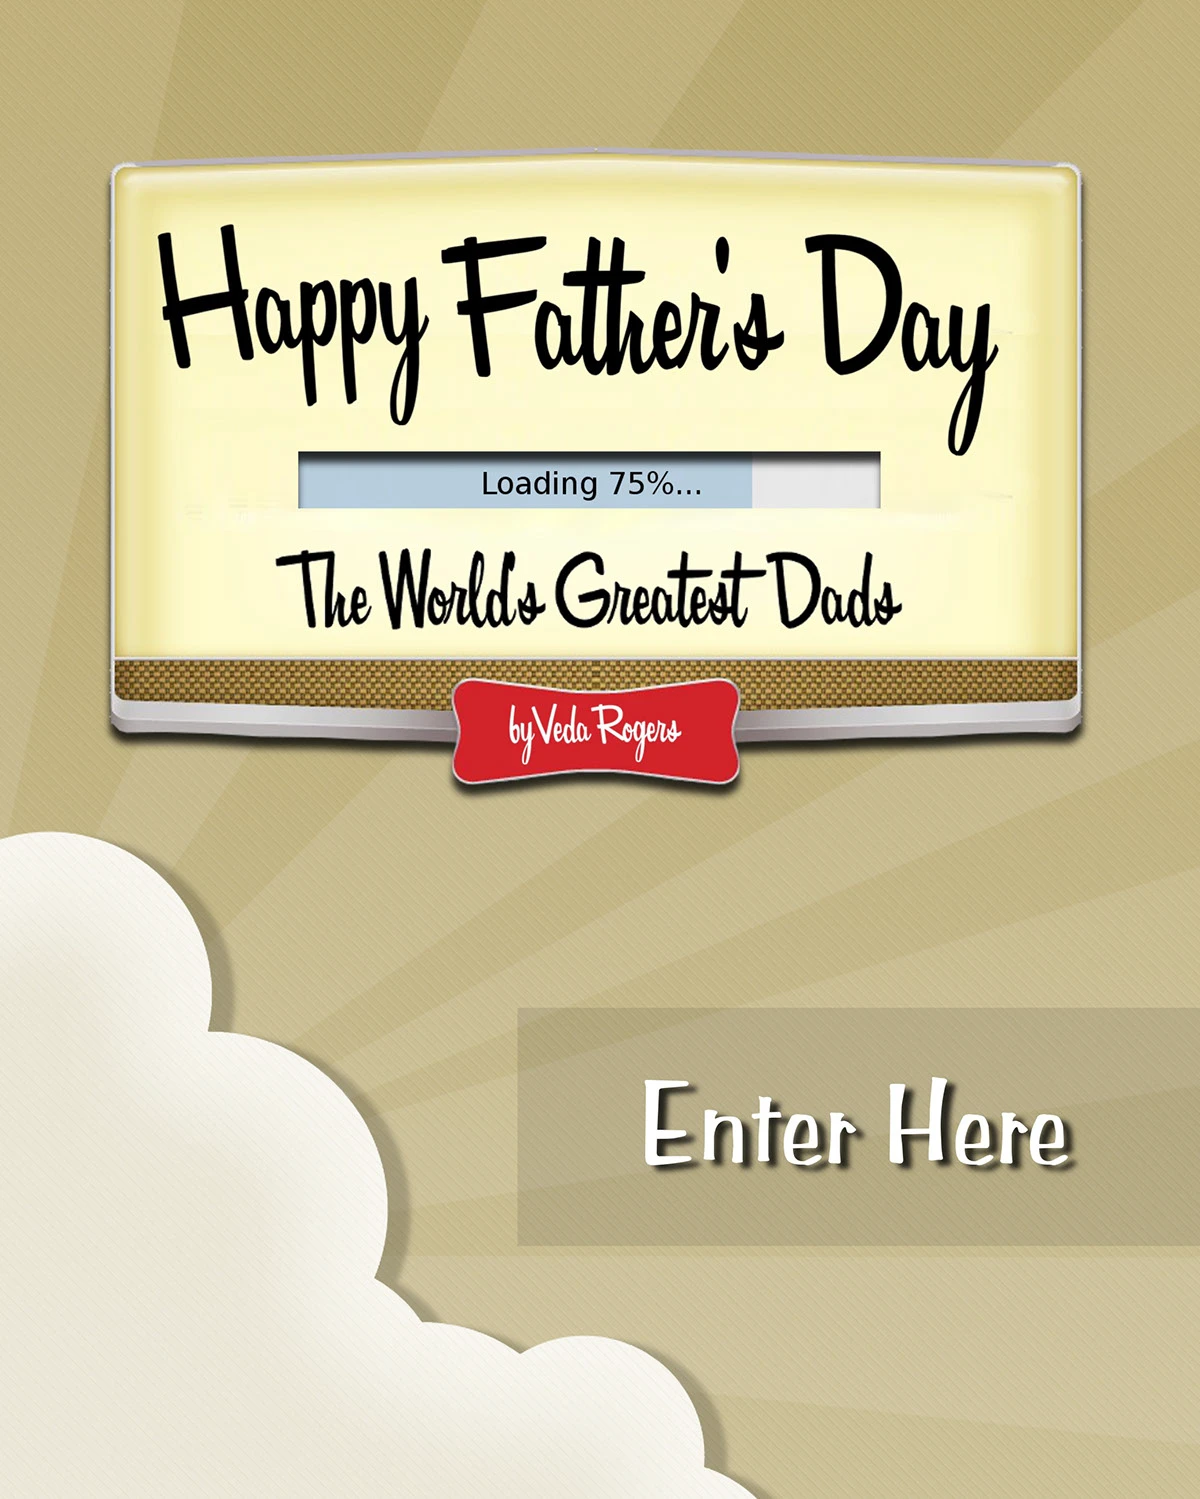 Happy Father's Day
Loading 75%...
The World's Greatest Dads
by Veda Rogers
Enter Here